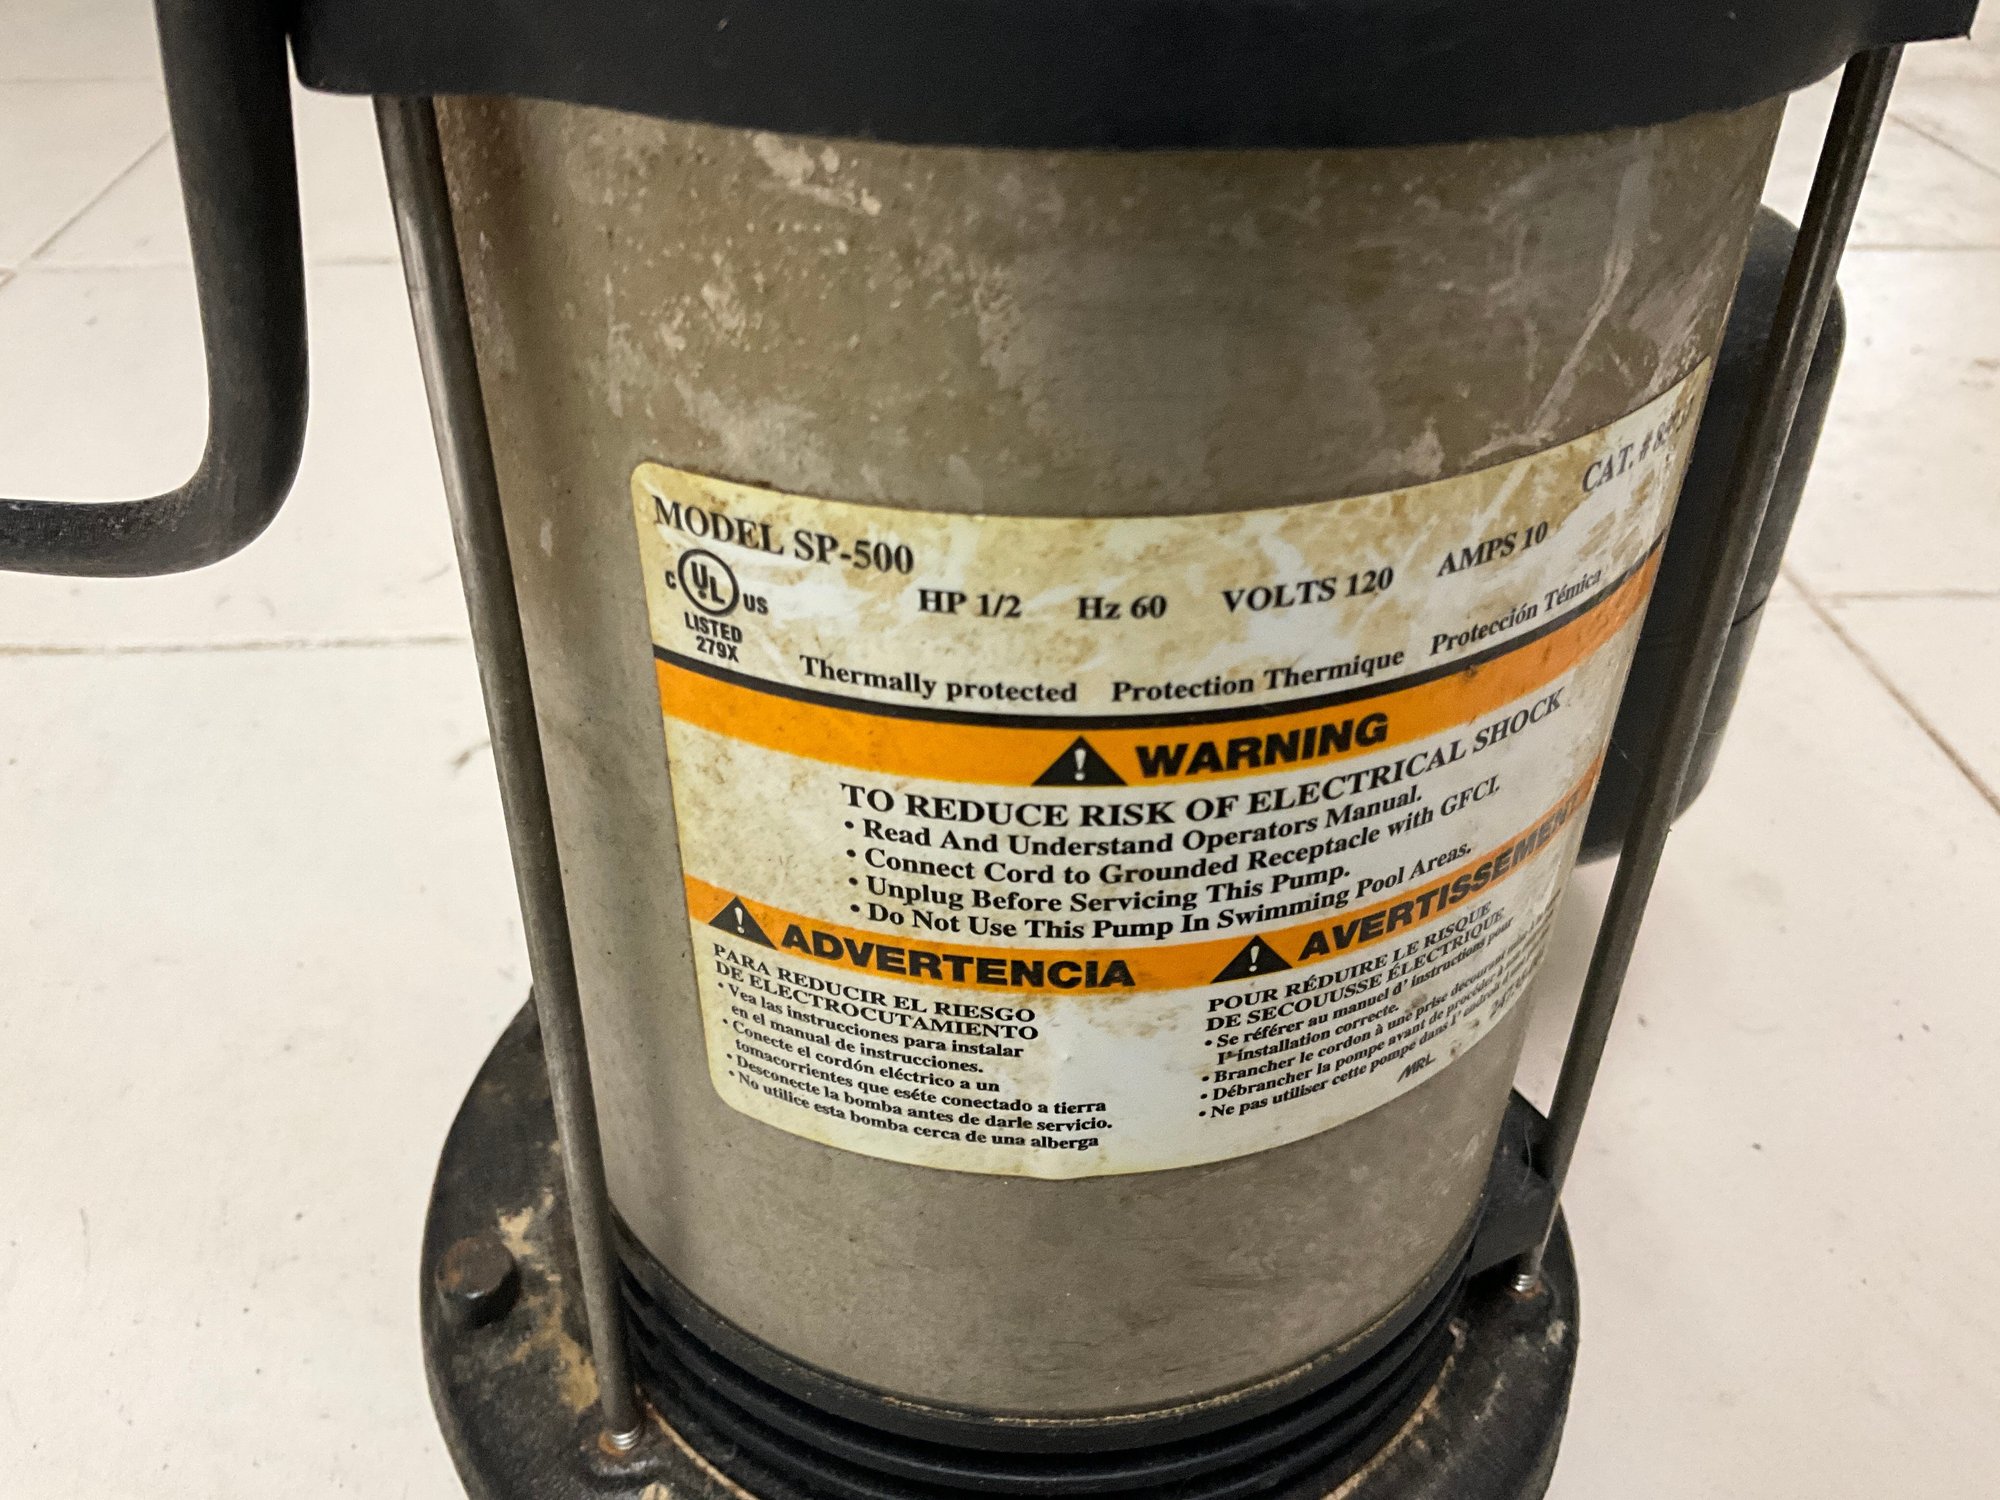 MODEL SP-500
CAT. #
C UL US
LISTED
279X
HP 1/2 Hz 60 VOLTS 120 AMPS 10
Thermally protected Protection Thermique Protección Témica
WARNING
TO REDUCE RISK OF ELECTRICAL SHOCK
• Read And Understand Operators Manual.
• Connect Cord to Grounded Receptacle with GFCI.
• Unplug Before Servicing This Pump.
• Do Not Use This Pump In Swimming Pool Areas.
ADVERTENCIA
PARA REDUCIR EL RIESGO
DE ELECTROCUTAMIENTO
• Vea las instrucciones para instalar
en el manual de instrucciones.
• Conecte el cordón eléctrico a un
tomacorrientes que eséte conectado a tierra
• Desconecte la bomba antes de darle servicio.
• No utilice esta bomba cerca de una alberga
AVERTISSEMENT
POUR RÉDUIRE LE RISQUE
DE SECOUUSSE ÉLECTRIQUE
• Se référer au manuel d' instructions pour
l'installation correcte.
• Brancher le cordon à une prise decourant
• Débrancher la pompe avant de procéder à
• Ne pas utiliser cette pompe dans l' endroit
MRL